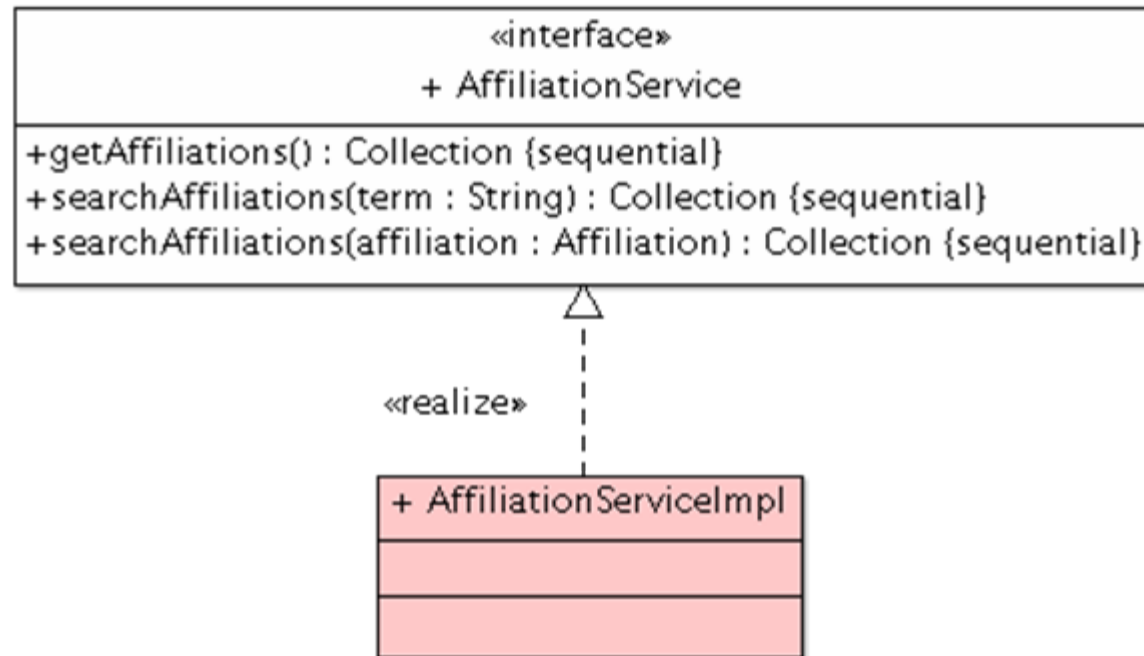 «interface»
+ AffiliationService
+getAffiliations() : Collection {sequential}
+searchAffiliations(term : String) : Collection {sequential}
+searchAffiliations(affiliation : Affiliation) : Collection {sequential}
«realize»
+ AffiliationServiceImpl